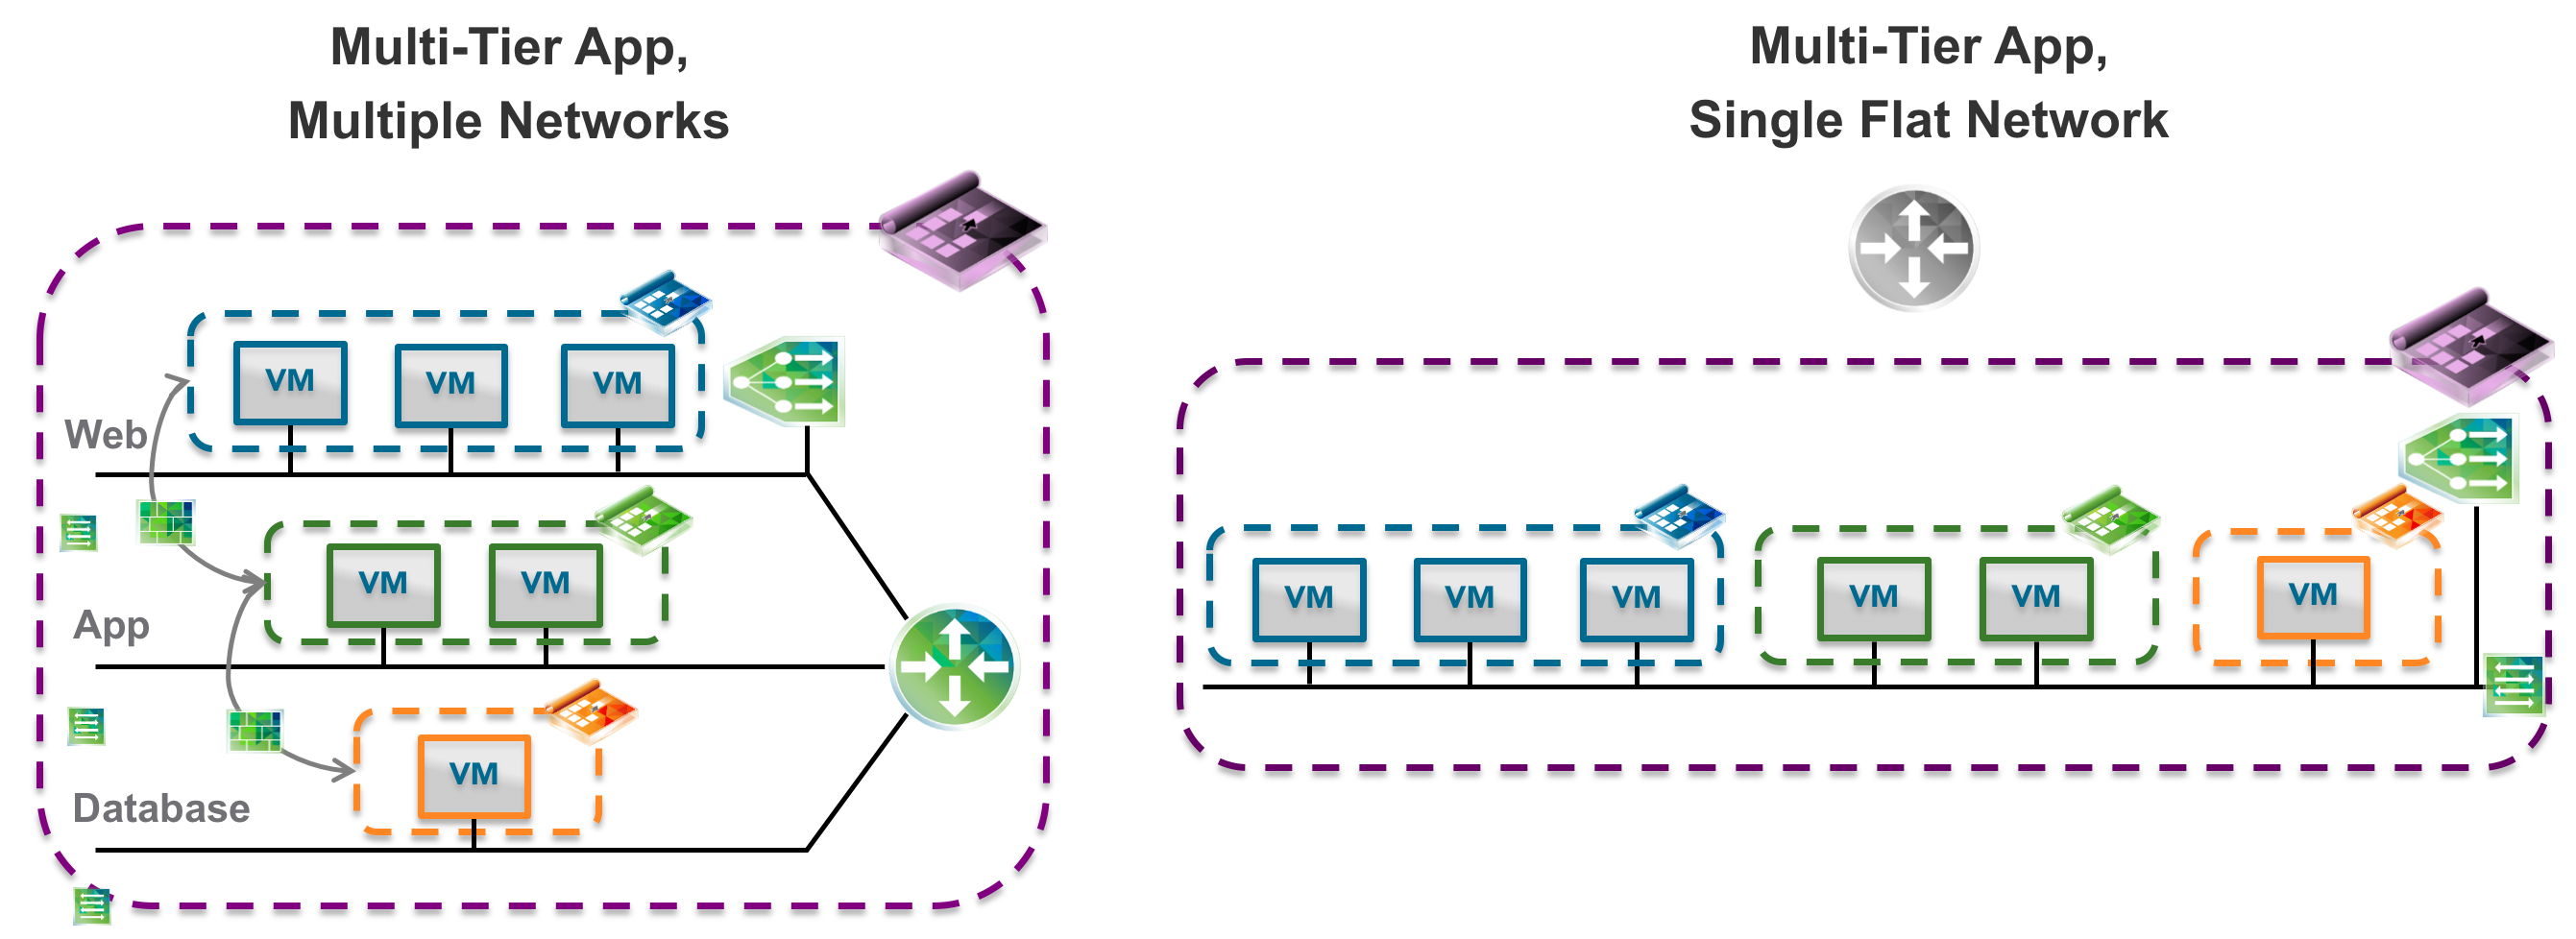 Multi-Tier App,
Multiple Networks
VM
VM
VM
Web
VM
VM
App
VM
Database
Multi-Tier App,
Single Flat Network
VM
VM
VM
VM
VM
VM